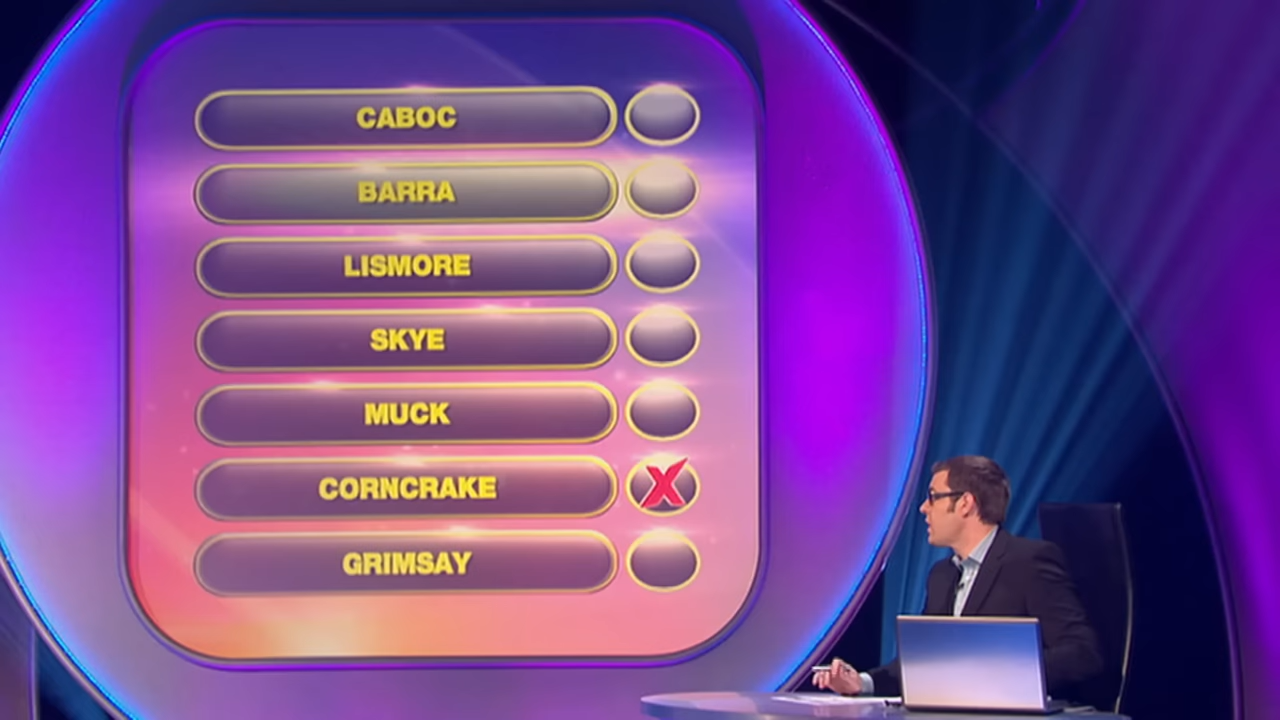 CABOC
BARRA
LISMORE
SKYE
MUCK
CORNCRAKE
X
GRIMSAY